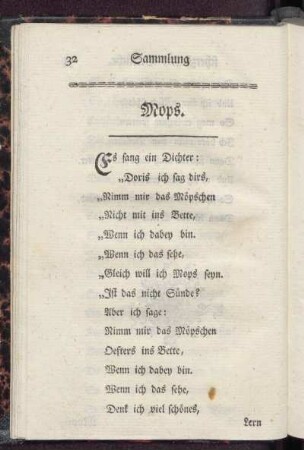 32 Sammlung
Mops.
Es sang ein Dichter:
„Doris ich sag dirs,
„Nimm mir das Möpschen
„Nicht mit ins Bette,
„Wenn ich dabey bin.
„Wenn ich das sehe,
„Gleich will ich Mops seyn.
„Ist das nicht Sünde?
Aber ich sage:
Nimm mir das Möpschen
Oefters ins Bette,
Wenn ich dabey bin.
Wenn ich das sehe,
Denk ich viel schönes,
Lern